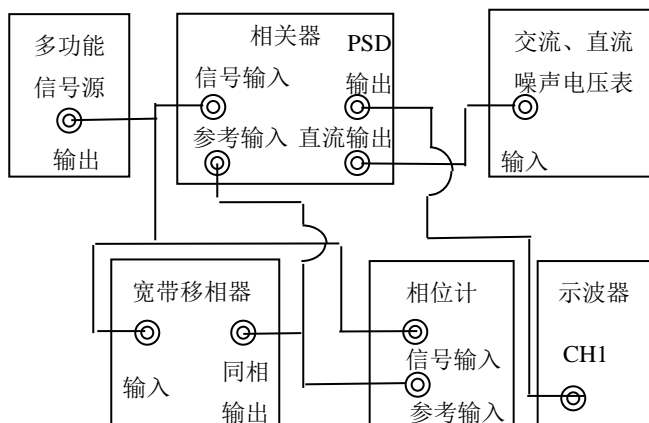 多功能
信号源
输出
相关器
PSD
信号输入
输出
参考输入
直流输出
交流、直流
噪声电压表
输入
宽带移相器
输入
同相
输出
相位计
信号输入
参考输入
示波器
CH1